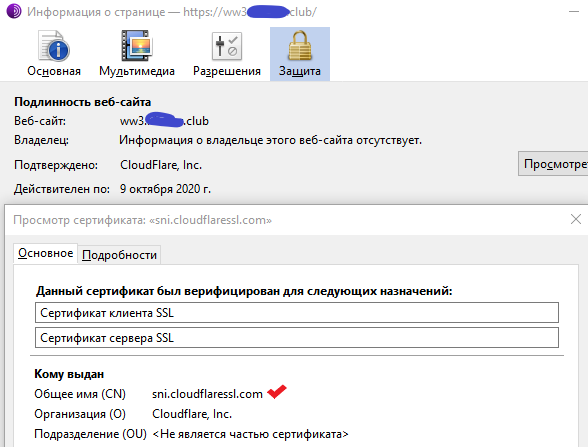 Информация о странице — https://ww3. .club/
Основная Мультимедиа Разрешения Защита
Подлинность веб-сайта
Веб-сайт: ww3. .club
Владелец: Информация о владельце этого веб-сайта отсутствует.
Подтверждено: CloudFlare, Inc.
Просмотре
Действителен по: 9 октября 2020 г.
Просмотр сертификата: «sni.cloudflaressl.com»
Основное Подробности
Данный сертификат был верифицирован для следующих назначений:
Сертификат клиента SSL
Сертификат сервера SSL
Кому выдан
Общее имя (CN) sni.cloudflaressl.com
Организация (O) Cloudflare, Inc.
Подразделение (OU) <Не является частью сертификата>